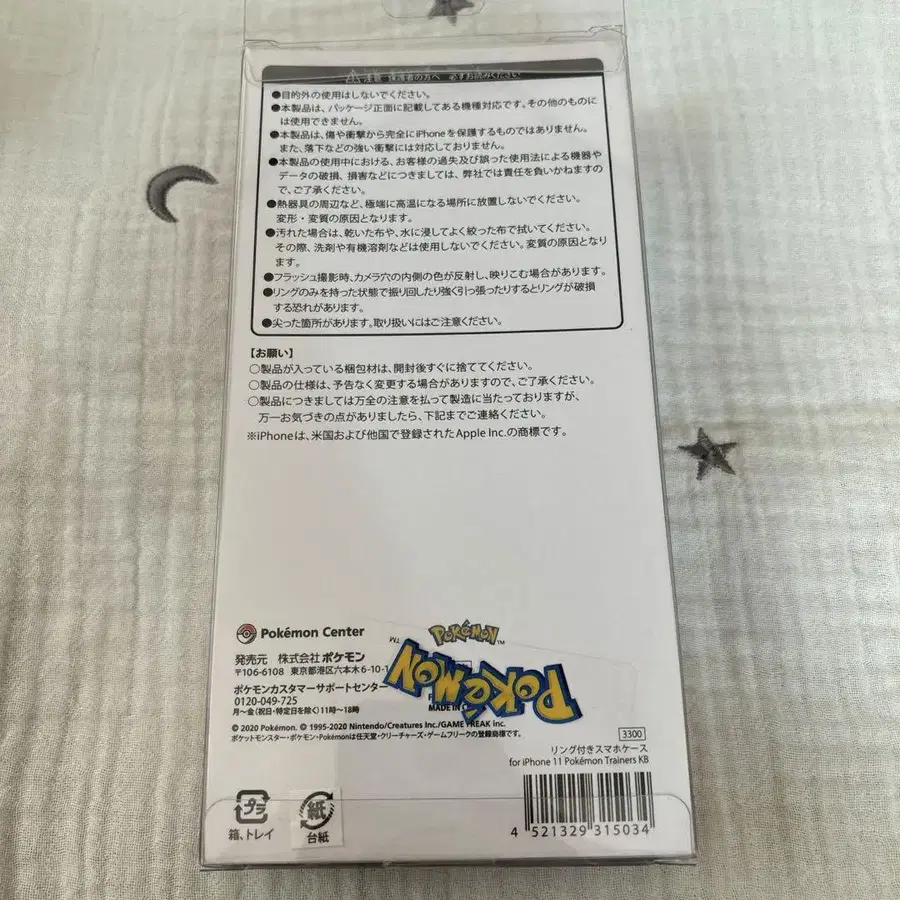 注意 保護者の方へ 必ずお読みください
●目的外の使用はしないでください。
●本製品は、パッケージ正面に記載してある機種対応です。その他のものに
は使用できません。
●本製品は、傷や衝撃から完全にiPhoneを保護するものではありません。
また、落下などの強い衝撃には対応しておりません。
●本製品の使用中における、お客様の過失及び誤った使用法による機器や
データの破損、損害などにつきましては、弊社では責任を負いかねますの
で、ご了承ください。
●熱器具の周辺など、極端に高温になる場所に放置しないでください。
変形・変質の原因となります。
●汚れた場合は、乾いた布や、水に浸してよく絞った布で拭いてください。
その際、洗剤や有機溶剤などは使用しないでください。変質の原因となり
ます。
●フラッシュ撮影時、カメラ穴の内側の色が反射し、映りこむ場合があります。
●リングのみを持った状態で振り回したり強く引っ張ったりするとリングが破損
する恐れがあります。
●尖った箇所があります。取り扱いにはご注意ください。
【お願い】
○製品が入っている梱包材は、開封後すぐに捨ててください。
○製品の仕様は、予告なく変更する場合がありますので、ご了承ください。
○製品につきましては万全の注意を払って製造に当たっておりますが、
万一お気づきの点がありましたら、下記までご連絡ください。
※iPhoneは、米国および他国で登録されたApple Inc.の商標です。
Pokémon Center
発売元 株式会社ポケモン
〒106-6108 東京都港区六本木6-10-1
ポケモンカスタマーサポートセンター
0120-049-725
月～金(祝日・特定日を除く)11時～18時
POKÉMON™
POKÉMON™
MADE IN
© 2020 Pokémon. © 1995-2020 Nintendo/Creatures Inc./GAME FREAK inc.
ポケットモンスター・ポケモン・Pokémonは任天堂・クリーチャーズ・ゲームフリークの登録商標です。
3300
リング付きスマホケース
for iPhone 11 Pokémon Trainers KB
4 521329 315034
プラ
箱、トレイ
紙
台紙